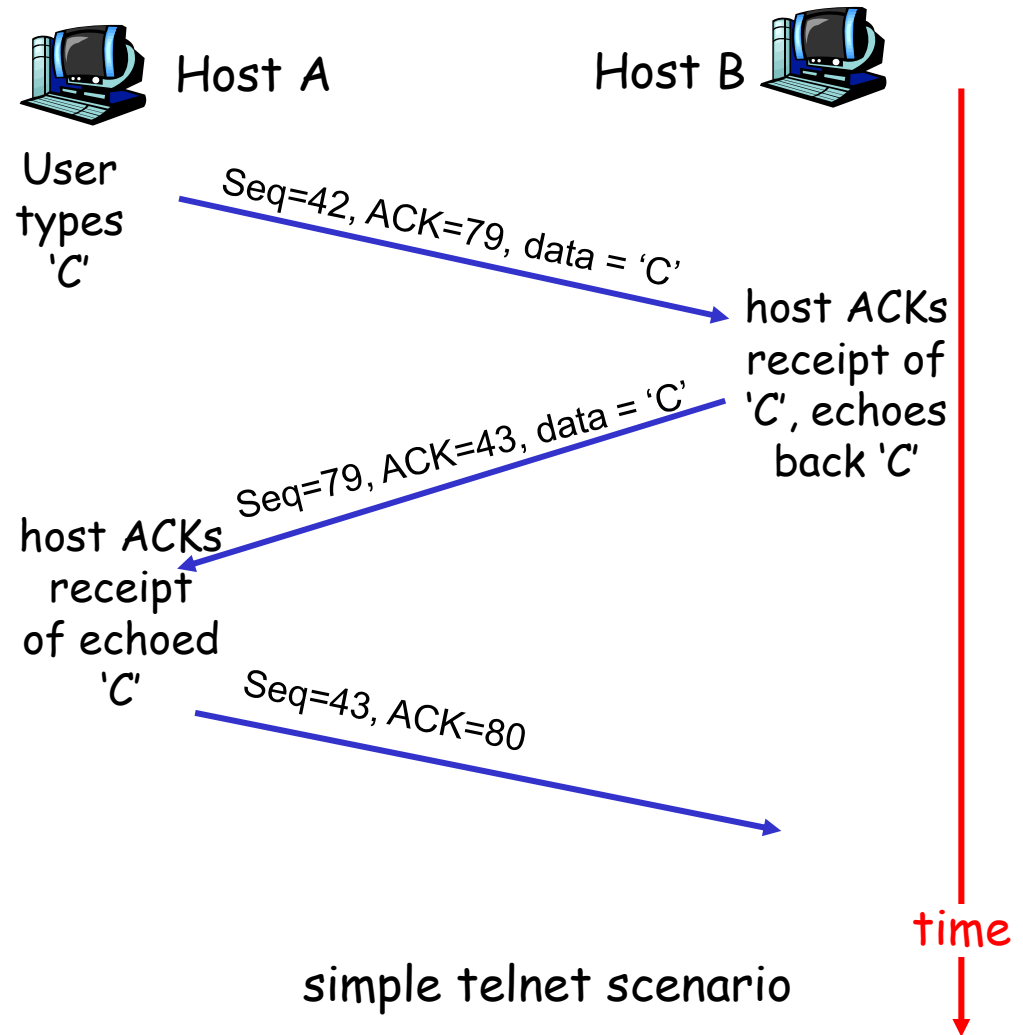 Host A
Host B
User
types
‘C’
Seq=42, ACK=79, data = ‘C’
host ACKs
receipt of
‘C’, echoes
back ‘C’
Seq=79, ACK=43, data = ‘C’
host ACKs
receipt
of echoed
‘C’
Seq=43, ACK=80
time
simple telnet scenario